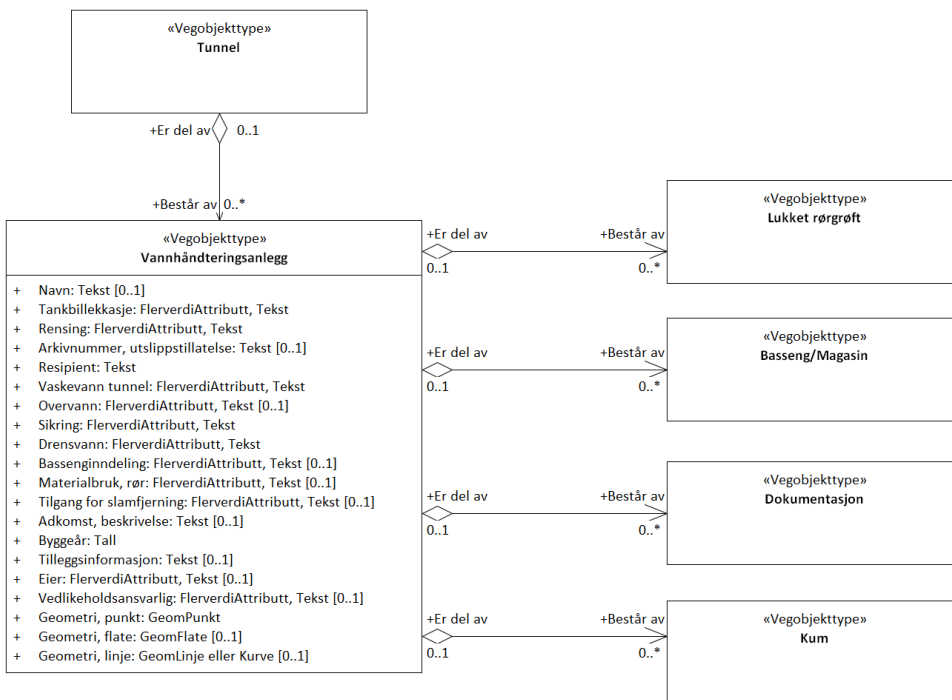 «Vegobjekttype»
Tunnel
+Er del av 0..1
+Består av 0..*
«Vegobjekttype»
Vannhåndteringsanlegg
+ Navn: Tekst [0..1]
+ Tankbillekkasje: FlerverdiAttributt, Tekst
+ Rensing: FlerverdiAttributt, Tekst
+ Arkivnummer, utslippstillatelse: Tekst [0..1]
+ Resipient: Tekst
+ Vaskevann tunnel: FlerverdiAttributt, Tekst
+ Overvann: FlerverdiAttributt, Tekst [0..1]
+ Sikring: FlerverdiAttributt, Tekst
+ Drensvann: FlerverdiAttributt, Tekst
+ Bassenginndeling: FlerverdiAttributt, Tekst [0..1]
+ Materialbruk, rør: FlerverdiAttributt, Tekst [0..1]
+ Tilgang for slamfjerning: FlerverdiAttributt, Tekst [0..1]
+ Adkomst, beskrivelse: Tekst [0..1]
+ Byggeår: Tall
+ Tilleggsinformasjon: Tekst [0..1]
+ Eier: FlerverdiAttributt, Tekst [0..1]
+ Vedlikeholdsansvarlig: FlerverdiAttributt, Tekst [0..1]
+ Geometri, punkt: GeomPunkt
+ Geometri, flate: GeomFlate [0..1]
+ Geometri, linje: GeomLinje eller Kurve [0..1]
+Er del av +Består av
0..1 0..*
«Vegobjekttype»
Lukket rørgrøft
+Er del av +Består av
0..1 0..*
«Vegobjekttype»
Basseng/Magasin
+Er del av +Består av
0..1 0..*
«Vegobjekttype»
Dokumentasjon
+Er del av +Består av
0..1 0..*
«Vegobjekttype»
Kum